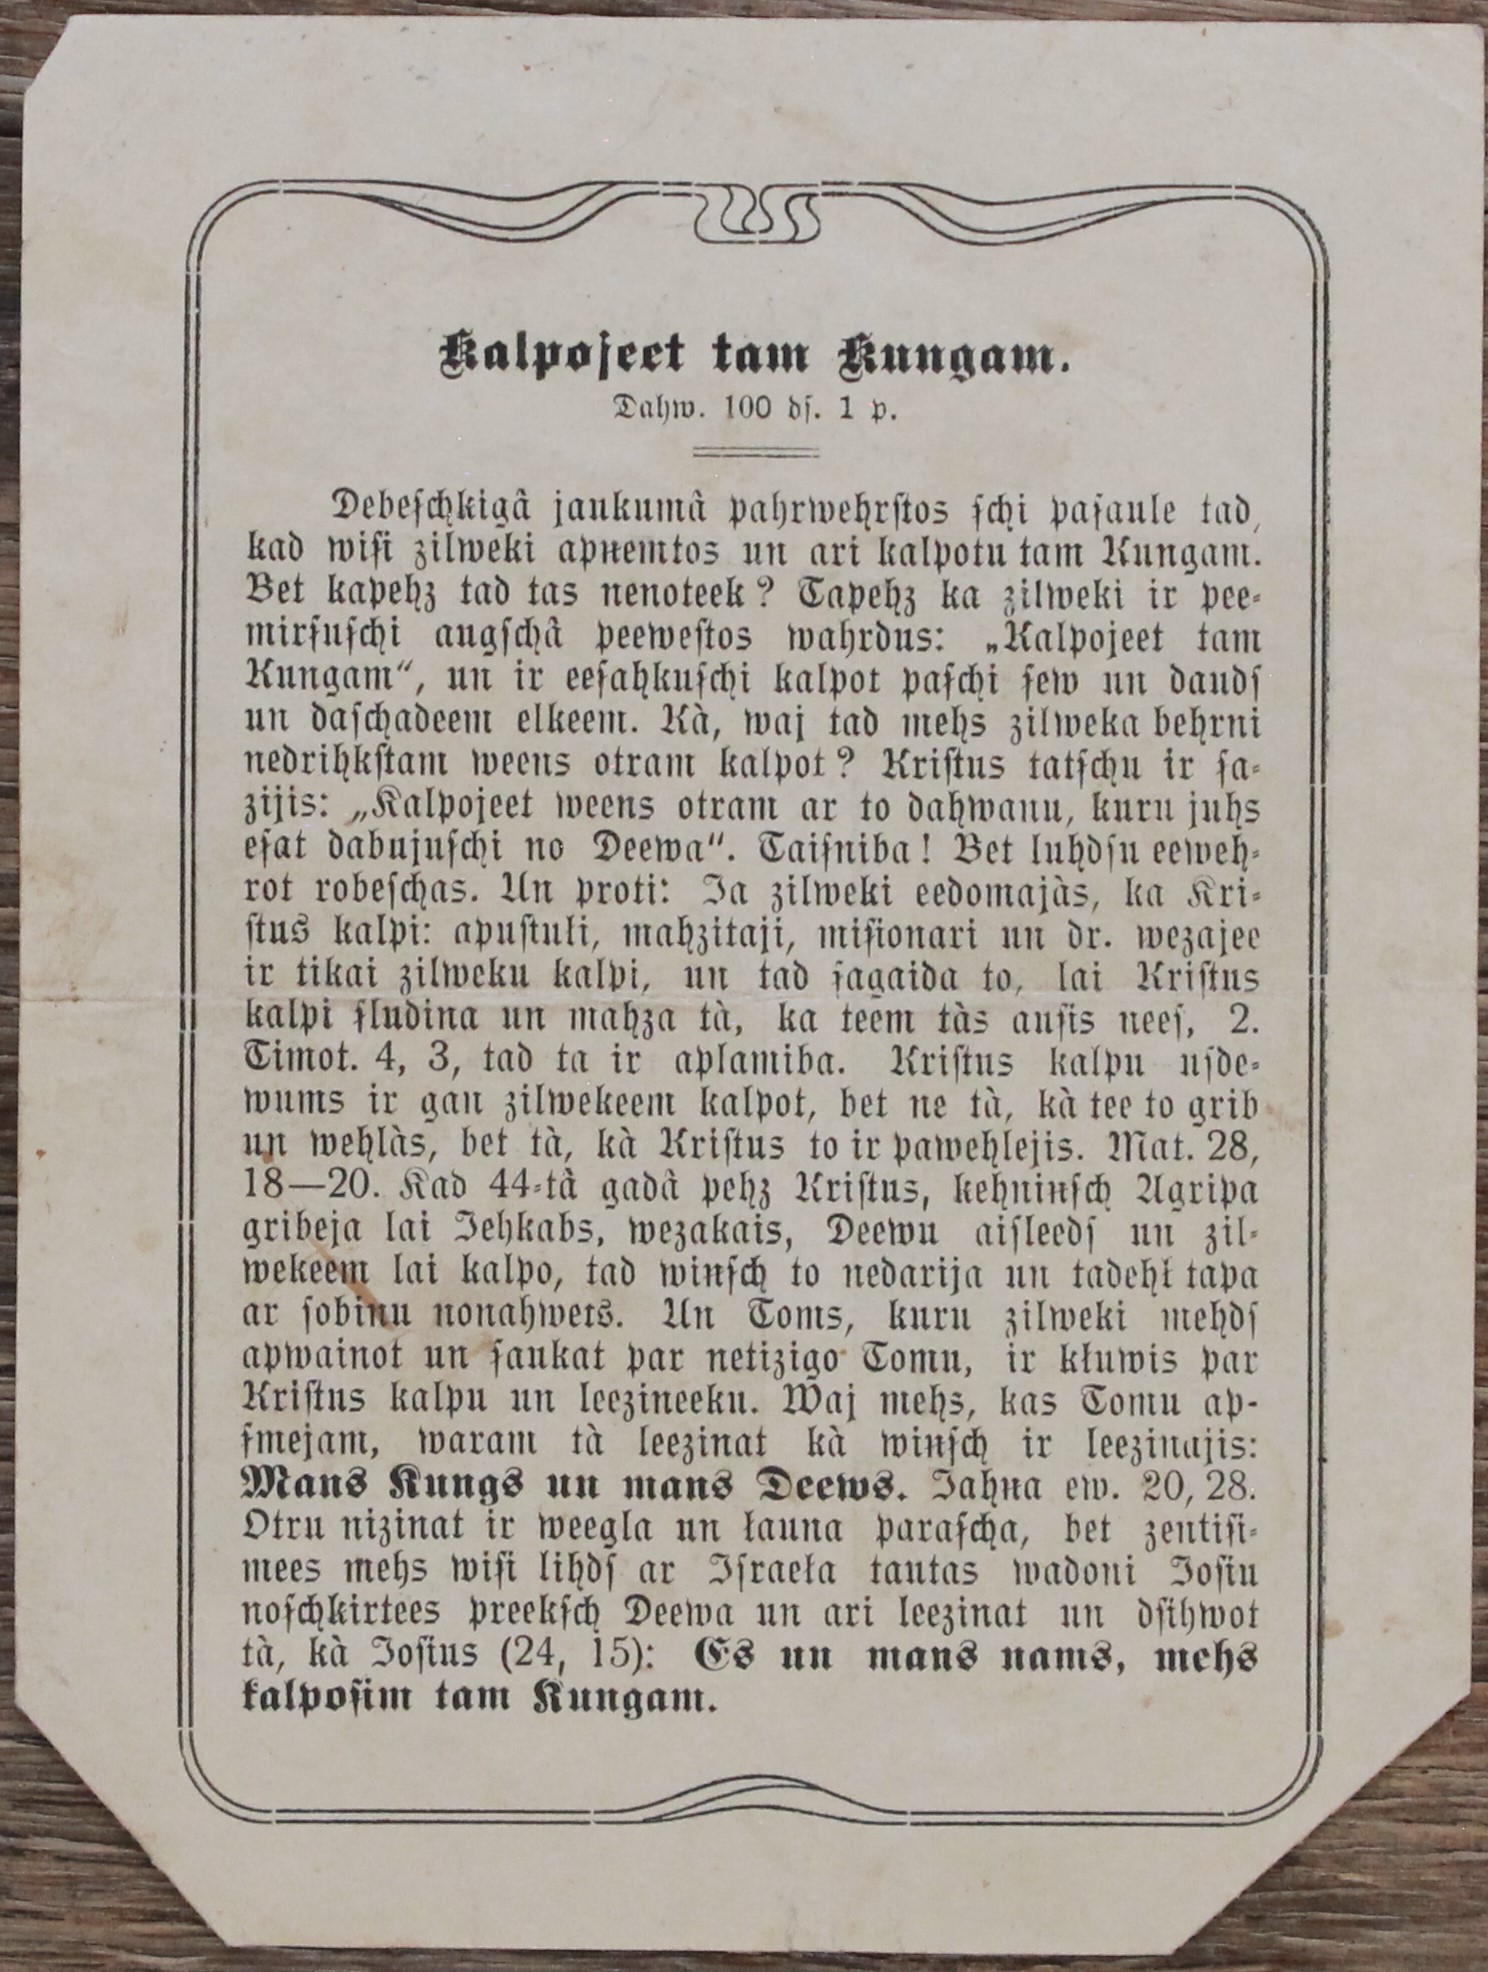 Kalpojeet tam Kungam.
Dahw. 100 dſ. 1 p.
Debeſchkigâ jaukumâ pahrwehrſtos ſchi paſaule tad,
kad wiſi zilweki apņemtos un ari kalpotu tam Kungam.
Bet kapehz tad tas nenoteek? Tapehz ka zilweki ir pee-
mirſuſchi augſchâ peeweſtos wahrdus: „Kalpojeet tam
Kungam“, un ir eeſahkuſchi kalpot paſchi ſew un daudſ
un daſchadeem elkeem. Kà, waj tad mehs zilweka behrni
nedrihkſtam weens otram kalpot? Kriſtus tatſchu ir ſa-
zijis: „Kalpojeet weens otram ar to dahwanu, kuru juhs
eſat dabujuſchi no Deewa“. Taiſniba! Bet luhdſu eeweh-
rot robeſchas. Un proti: Ja zilweki eedomajàs, ka Kri-
ſtus kalpi: apuſtuli, mahzitaji, miſionari un dr. wezajee
ir tikai zilweku kalpi, un tad ſagaida to, lai Kriſtus
kalpi ſludina un mahza tà, ka teem tàs auſis neeſ, 2.
Timot. 4, 3, tad ta ir aplamiba. Kriſtus kalpu uſde-
wums ir gan zilwekeem kalpot, bet ne tà, kà tee to grib
un wehlàs, bet tà, kà Kriſtus to ir pawehlejis. Mat. 28,
18—20. Kad 44-tà gadâ pehz Kriſtus, kehniņſch Agripa
gribeja lai Jehkabs, wezakais, Deewu aiſleedſ un zil-
wekeem lai kalpo, tad wiņſch to nedarija un tadehł tapa
ar ſobinu nonahwets. Un Toms, kuru zilweki mehdſ
apwainot un ſaukat par netizigo Tomu, ir kłuwis par
Kriſtus kalpu un leezineeku. Waj mehs, kas Tomu ap-
ſmejam, waram tà leezinat kà wiņſch ir leezinajis:
Mans Kungs un mans Deews. Jahņa ew. 20, 28.
Otru nizinat ir weegla un łauna paraſcha, bet zentiſi-
mees mehs wiſi lihdſ ar Iſraeła tautas wadoni Joſiu
noſchkirtees preekſch Deewa un ari leezinat un dſihwot
tà, kà Joſius (24, 15): Es un mans nams, mehs
kalpoſim tam Kungam.